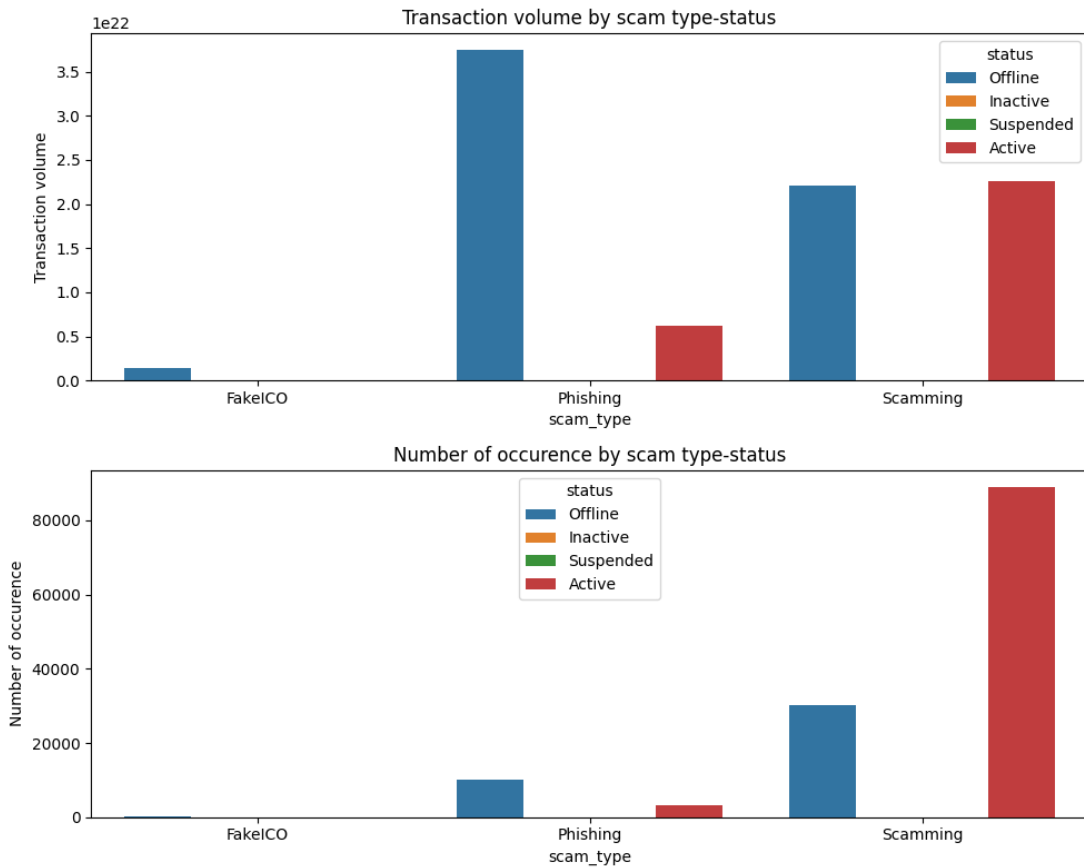 Transaction volume by scam type-status
1e22
3.5
3.0
2.5
2.0
1.5
1.0
0.5
0.0
Transaction volume
status
Offline
Inactive
Suspended
Active
FakeICO Phishing Scamming
scam_type
Number of occurence by scam type-status
80000
60000
40000
20000
0
Number of occurence
status
Offline
Inactive
Suspended
Active
FakeICO Phishing Scamming
scam_type